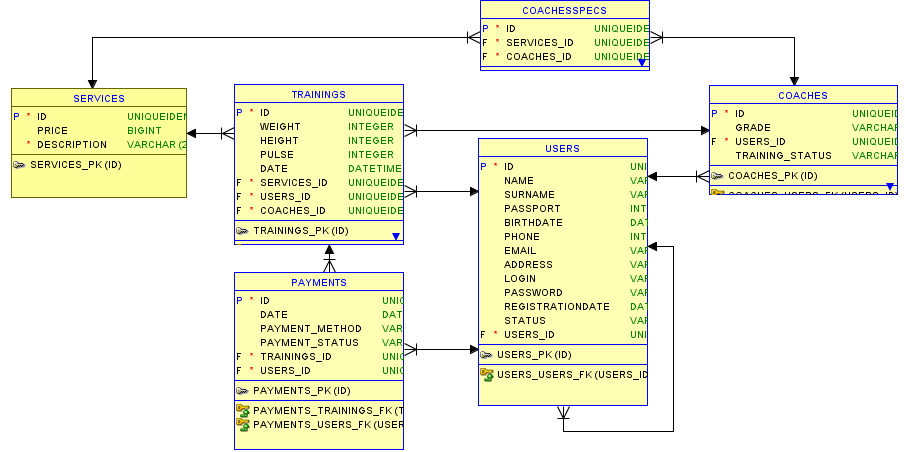 COACHESSPECS
P * ID UNIQUEIDE
F * SERVICES_ID UNIQUEIDE
F * COACHES_ID UNIQUEIDE
SERVICES
P * ID UNIQUEIDEN
PRICE BIGINT
* DESCRIPTION VARCHAR (2
SERVICES_PK (ID)
TRAININGS
P * ID UNIQUEIDE
WEIGHT INTEGER
HEIGHT INTEGER
PULSE INTEGER
DATE DATETIME
F * SERVICES_ID UNIQUEIDE
F * USERS_ID UNIQUEIDE
F * COACHES_ID UNIQUEIDE
TRAININGS_PK (ID)
COACHES
P * ID UNIQUEID
GRADE VARCHA
F * USERS_ID UNIQUEID
TRAINING_STATUS VARCHA
COACHES_PK (ID)
USERS
P * ID UNI
NAME VAR
SURNAME VAR
PASSPORT INT
BIRTHDATE DAT
PHONE INT
EMAIL VAR
ADDRESS VAR
LOGIN VAR
PASSWORD VAR
REGISTRATIONDATE DAT
STATUS VAR
F * USERS_ID UNI
USERS_PK (ID)
USERS_USERS_FK (USERS_ID
PAYMENTS
P * ID UNIQ
DATE DAT
PAYMENT_METHOD VAR
PAYMENT_STATUS VAR
F * TRAININGS_ID UNIQ
F * USERS_ID UNIQ
PAYMENTS_PK (ID)
PAYMENTS_TRAININGS_FK (T
PAYMENTS_USERS_FK (USER